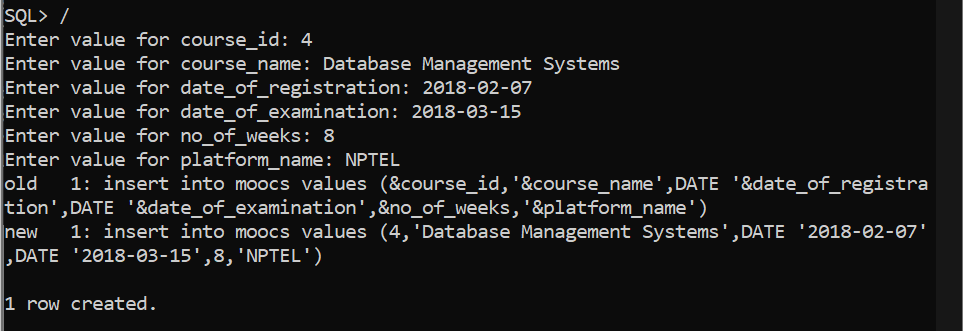 SQL> /
Enter value for course_id: 4
Enter value for course_name: Database Management Systems
Enter value for date_of_registration: 2018-02-07
Enter value for date_of_examination: 2018-03-15
Enter value for no_of_weeks: 8
Enter value for platform_name: NPTEL
old   1: insert into moocs values (&course_id,'&course_name',DATE '&date_of_registra
tion',DATE '&date_of_examination',&no_of_weeks,'&platform_name')
new   1: insert into moocs values (4,'Database Management Systems',DATE '2018-02-07'
,DATE '2018-03-15',8,'NPTEL')
1 row created.